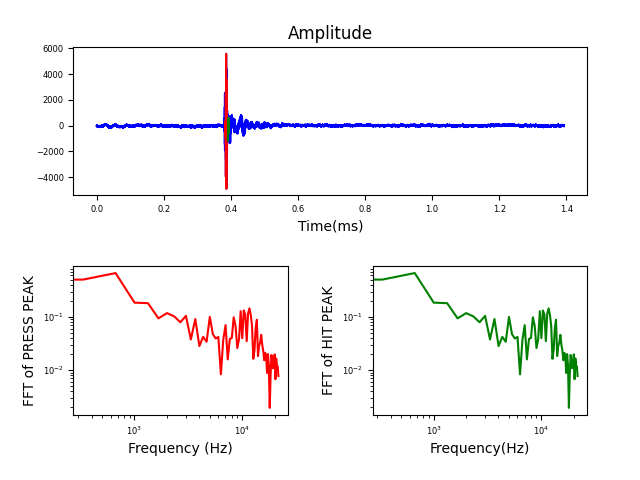 Amplitude
6000
4000
2000
0
−2000
−4000
0.0 0.2 0.4 0.6 0.8 1.0 1.2 1.4
Time(ms)
FFT of PRESS PEAK
10⁻¹
10⁻²
10³ 10⁴
Frequency (Hz)
FFT of HIT PEAK
10⁻¹
10⁻²
10³ 10⁴
Frequency(Hz)